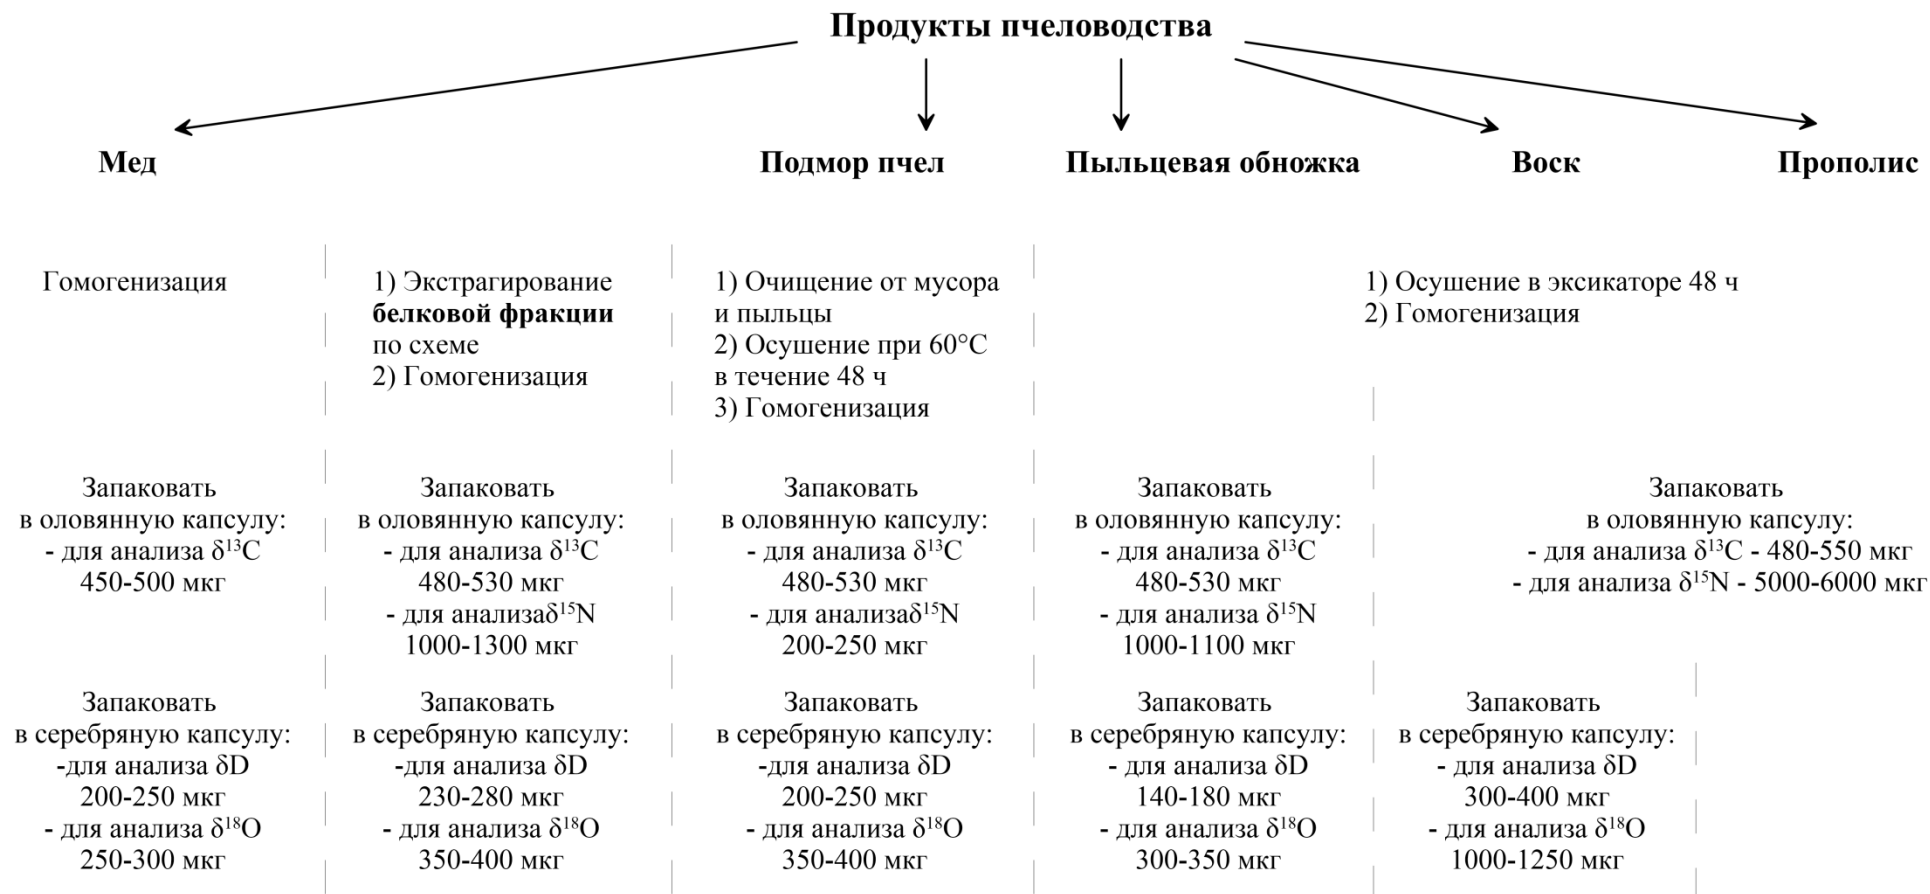 Продукты пчеловодства
Мед
Подмор пчел
Пыльцевая обножка
Воск
Прополис
Гомогенизация
1) Экстрагирование
белковой фракции
по схеме
2) Гомогенизация
1) Очищение от мусора
и пыльцы
2) Осушение при 60°C
в течение 48 ч
3) Гомогенизация
1) Осушение в эксикаторе 48 ч
2) Гомогенизация
Запаковать
в оловянную капсулу:
- для анализа δ¹³C
450-500 мкг
Запаковать
в оловянную капсулу:
- для анализа δ¹³C
480-530 мкг
- для анализаδ¹⁵N
1000-1300 мкг
Запаковать
в оловянную капсулу:
- для анализа δ¹³C
480-530 мкг
- для анализаδ¹⁵N
200-250 мкг
Запаковать
в оловянную капсулу:
- для анализа δ¹³C
480-530 мкг
- для анализа δ¹⁵N
1000-1100 мкг
Запаковать
в оловянную капсулу:
- для анализа δ¹³C - 480-550 мкг
- для анализа δ¹⁵N - 5000-6000 мкг
Запаковать
в серебряную капсулу:
-для анализа δD
200-250 мкг
- для анализа δ¹⁸O
250-300 мкг
Запаковать
в серебряную капсулу:
-для анализа δD
230-280 мкг
- для анализа δ¹⁸O
350-400 мкг
Запаковать
в серебряную капсулу:
-для анализа δD
200-250 мкг
- для анализа δ¹⁸O
350-400 мкг
Запаковать
в серебряную капсулу:
- для анализа δD
140-180 мкг
- для анализа δ¹⁸O
300-350 мкг
Запаковать
в серебряную капсулу:
- для анализа δD
300-400 мкг
- для анализа δ¹⁸O
1000-1250 мкг